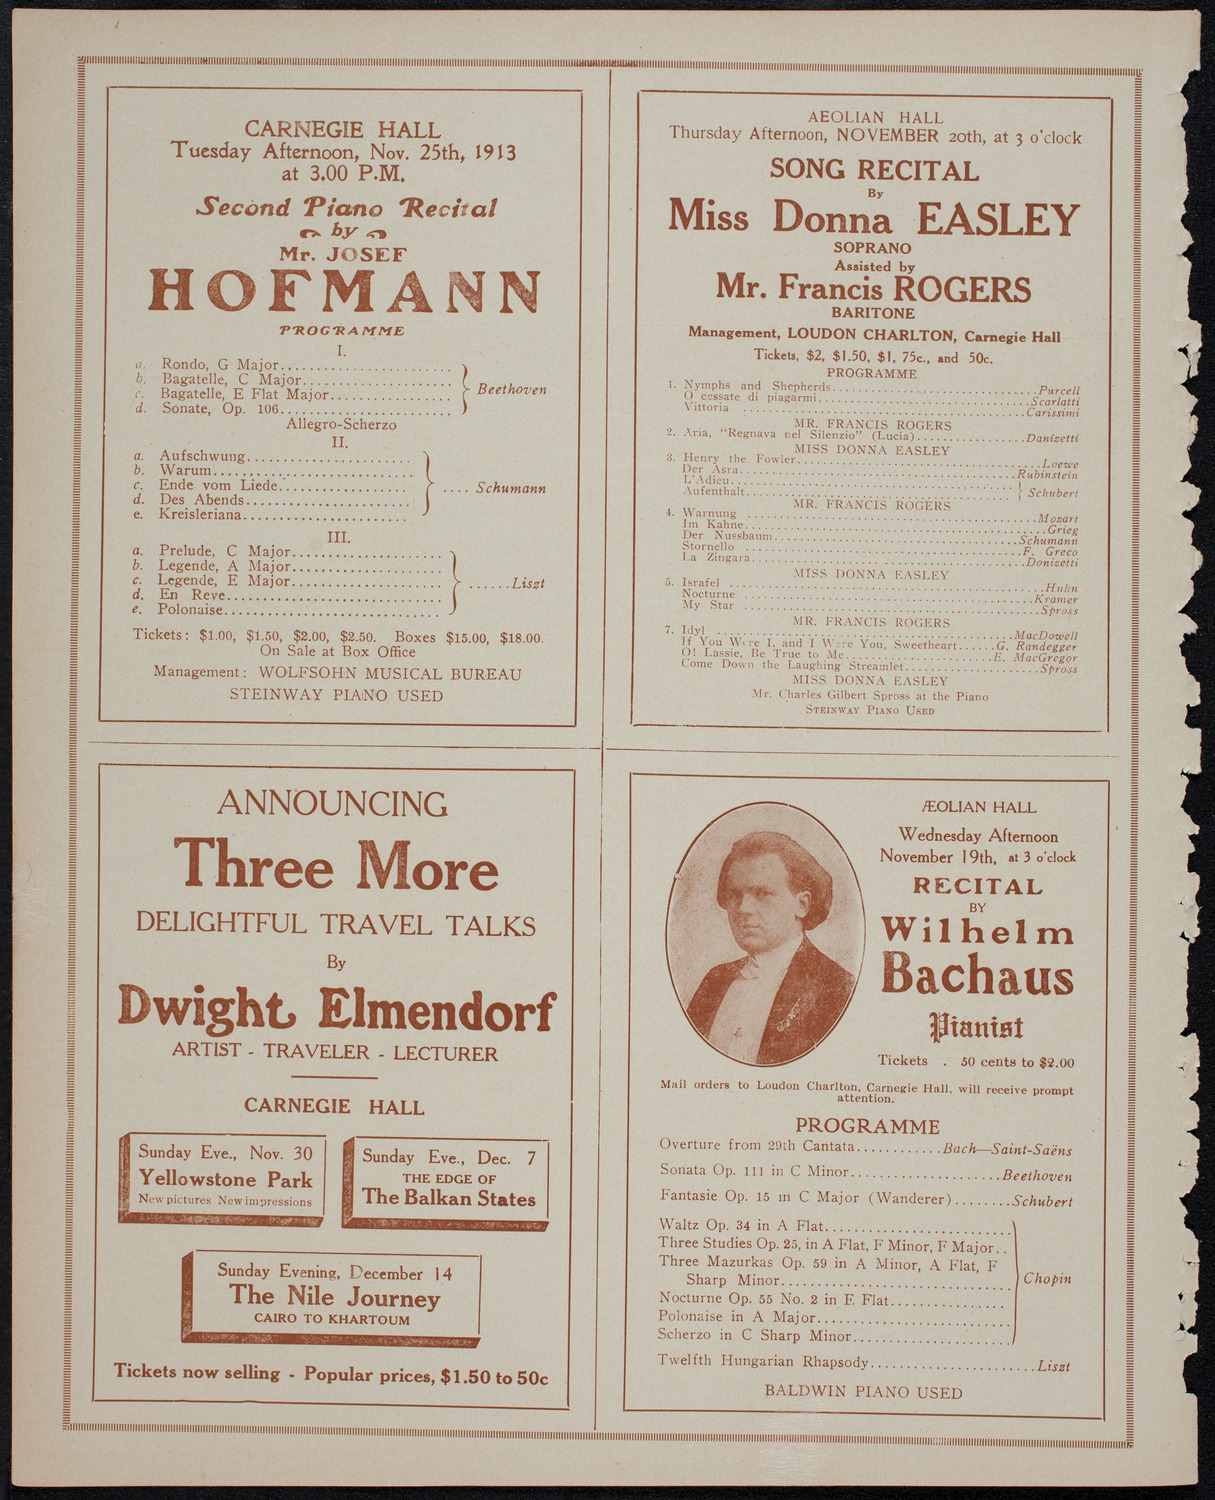 CARNEGIE HALL
Tuesday Afternoon, Nov. 25th, 1913
at 3.00 P.M.
Second Piano Recital
by
Mr. JOSEF
HOFMANN
PROGRAMME
I.
a. Rondo, G Major
b. Bagatelle, C Major
c. Bagatelle, E Flat Major
d. Sonate, Op. 106
Beethoven
Allegro-Scherzo
II.
a. Aufschwung
b. Warum
c. Ende vom Liede
d. Des Abends
e. Kreisleriana
Schumann
III.
a. Prelude, C Major
b. Legende, A Major
c. Legende, E Major
d. En Reve
e. Polonaise
Liszt
Tickets: $1.00, $1.50, $2.00, $2.50. Boxes $15.00, $18.00.
On Sale at Box Office
Management: WOLFSOHN MUSICAL BUREAU
STEINWAY PIANO USED
AEOLIAN HALL
Thursday Afternoon, NOVEMBER 20th, at 3 o'clock
SONG RECITAL
By
Miss Donna EASLEY
SOPRANO
Assisted by
Mr. Francis ROGERS
BARITONE
Management, LOUDON CHARLTON, Carnegie Hall
Tickets, $2, $1.50, $1, 75c., and 50c.
PROGRAMME
1. Nymphs and Shepherds Purcell
O cessate di piagarmi Scarlatti
Vittoria Carissimi
MR. FRANCIS ROGERS
2. Aria, "Regnava nel Silenzio" (Lucia) Danizetti
MISS DONNA EASLEY
3. Henry the Fowler Loewe
Der Asra Rubinstein
L'Adieu
Aufenthalt
Schubert
MR. FRANCIS ROGERS
4. Warnung Mozart
Im Kahne Grieg
Der Nussbaum Schumann
Stornello F. Greco
La Zingara Donizetti
MISS DONNA EASLEY
5. Israfel Huhn
Nocturne Kramer
My Star Spross
MR. FRANCIS ROGERS
7. Idyl MacDowell
If You Were I, and I Were You, Sweetheart G. Randegger
O! Lassie, Be True to Me E. MacGregor
Come Down the Laughing Streamlet Spross
MISS DONNA EASLEY
Mr. Charles Gilbert Spross at the Piano
STEINWAY PIANO USED
ANNOUNCING
Three More
DELIGHTFUL TRAVEL TALKS
By
Dwight Elmendorf
ARTIST - TRAVELER - LECTURER
CARNEGIE HALL
Sunday Eve., Nov. 30
Yellowstone Park
New pictures New impressions
Sunday Eve., Dec. 7
THE EDGE OF
The Balkan States
Sunday Evening, December 14
The Nile Journey
CAIRO TO KHARTOUM
Tickets now selling - Popular prices, $1.50 to 50c
ÆOLIAN HALL
Wednesday Afternoon
November 19th, at 3 o'clock
RECITAL
BY
Wilhelm
Bachaus
Pianist
Tickets . 50 cents to $2.00
Mail orders to Loudon Charlton, Carnegie Hall, will receive prompt
attention.
PROGRAMME
Overture from 29th Cantata Bach—Saint-Saëns
Sonata Op. 111 in C Minor Beethoven
Fantasie Op. 15 in C Major (Wanderer) Schubert
Waltz Op. 34 in A Flat
Three Studies Op. 25, in A Flat, F Minor, F Major
Three Mazurkas Op. 59 in A Minor, A Flat, F
Sharp Minor
Nocturne Op. 55 No. 2 in E Flat
Polonaise in A Major
Scherzo in C Sharp Minor
Chopin
Twelfth Hungarian Rhapsody Liszt
BALDWIN PIANO USED